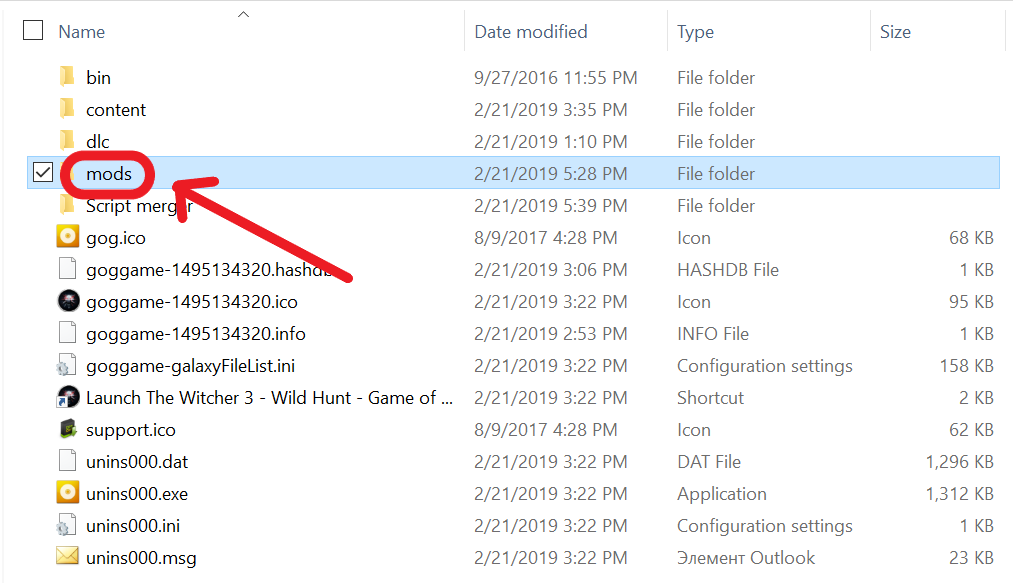 Name Date modified Type Size
bin 9/27/2016 11:55 PM File folder
content 2/21/2019 3:35 PM File folder
dlc 2/21/2019 1:10 PM File folder
mods 2/21/2019 5:28 PM File folder
Script merger 2/21/2019 5:39 PM File folder
gog.ico 8/9/2017 4:28 PM Icon 68 KB
goggame-1495134320.hashdb 2/21/2019 3:06 PM HASHDB File 1 KB
goggame-1495134320.ico 2/21/2019 3:22 PM Icon 95 KB
goggame-1495134320.info 2/21/2019 2:53 PM INFO File 1 KB
goggame-galaxyFileList.ini 2/21/2019 3:22 PM Configuration settings 158 KB
Launch The Witcher 3 - Wild Hunt - Game of ... 2/21/2019 3:22 PM Shortcut 2 KB
support.ico 8/9/2017 4:28 PM Icon 62 KB
unins000.dat 2/21/2019 3:22 PM DAT File 1,296 KB
unins000.exe 2/21/2019 3:22 PM Application 1,312 KB
unins000.ini 2/21/2019 3:22 PM Configuration settings 1 KB
unins000.msg 2/21/2019 3:22 PM Элемент Outlook 23 KB